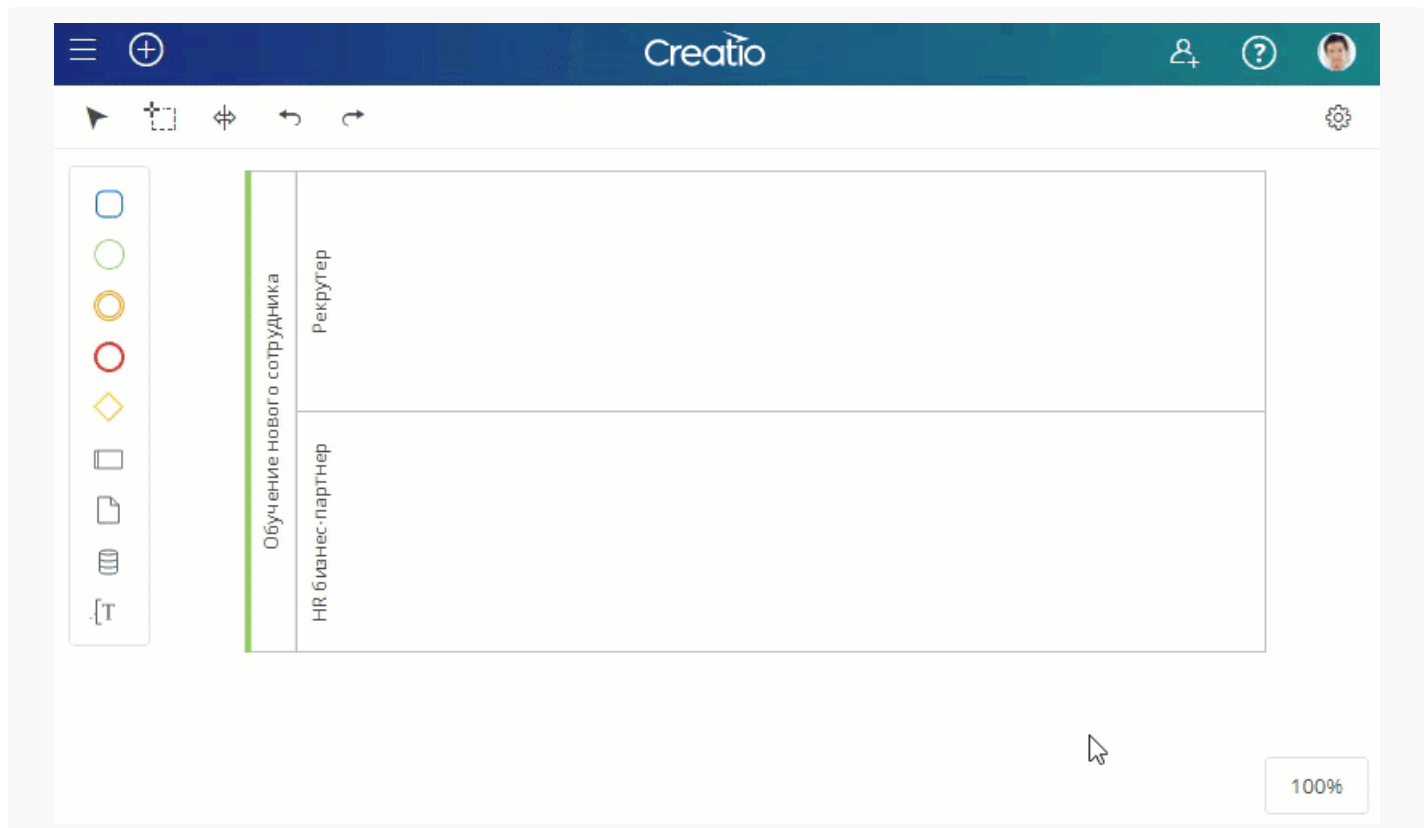 Creatio
Обучение нового сотрудника
Рекрутер
HR бизнес-партнер
T
100%